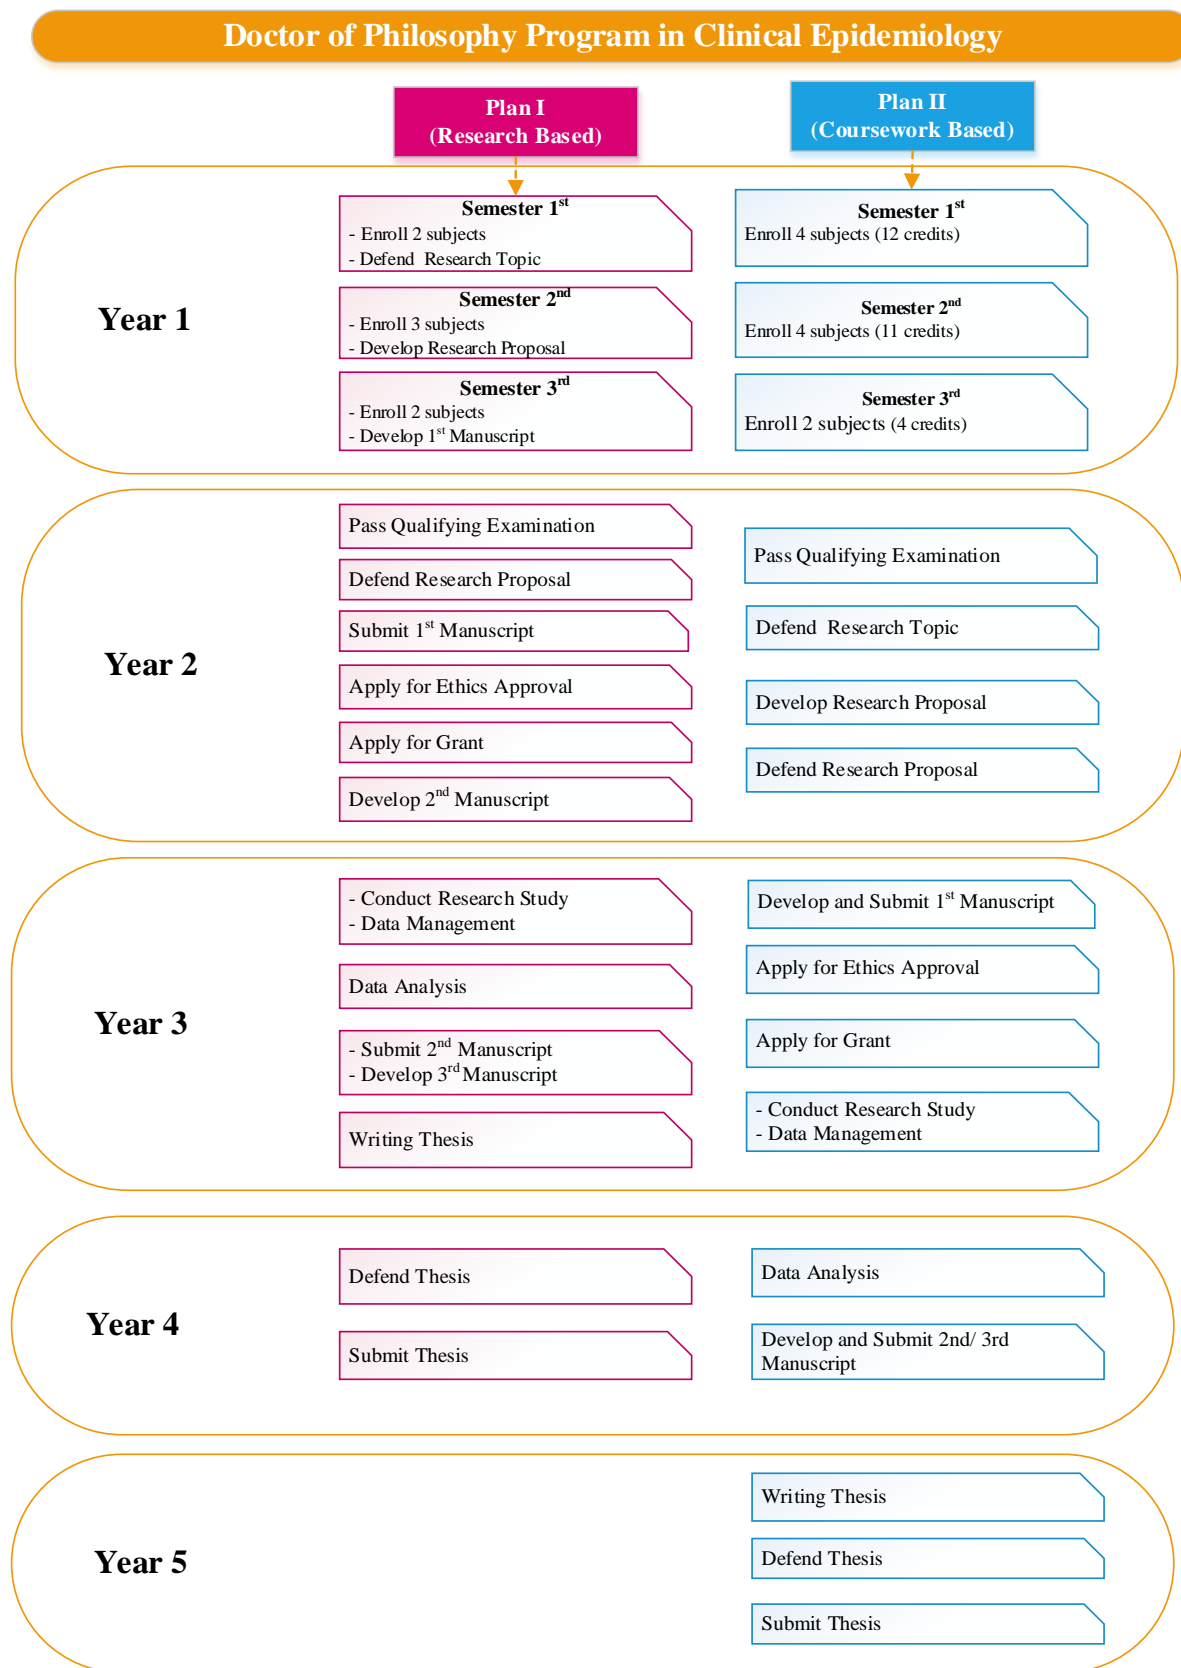 Doctor of Philosophy Program in Clinical Epidemiology
Plan I
(Research Based)
Plan II
(Coursework Based)
Year 1
Semester 1st
- Enroll 2 subjects
- Defend Research Topic
Semester 2nd
- Enroll 3 subjects
- Develop Research Proposal
Semester 3rd
- Enroll 2 subjects
- Develop 1st Manuscript
Semester 1st
Enroll 4 subjects (12 credits)
Semester 2nd
Enroll 4 subjects (11 credits)
Semester 3rd
Enroll 2 subjects (4 credits)
Year 2
Pass Qualifying Examination
Defend Research Proposal
Submit 1st Manuscript
Apply for Ethics Approval
Apply for Grant
Develop 2nd Manuscript
Pass Qualifying Examination
Defend Research Topic
Develop Research Proposal
Defend Research Proposal
Year 3
- Conduct Research Study
- Data Management
Data Analysis
- Submit 2nd Manuscript
- Develop 3rd Manuscript
Writing Thesis
Develop and Submit 1st Manuscript
Apply for Ethics Approval
Apply for Grant
- Conduct Research Study
- Data Management
Year 4
Defend Thesis
Submit Thesis
Data Analysis
Develop and Submit 2nd/ 3rd
Manuscript
Year 5
Writing Thesis
Defend Thesis
Submit Thesis